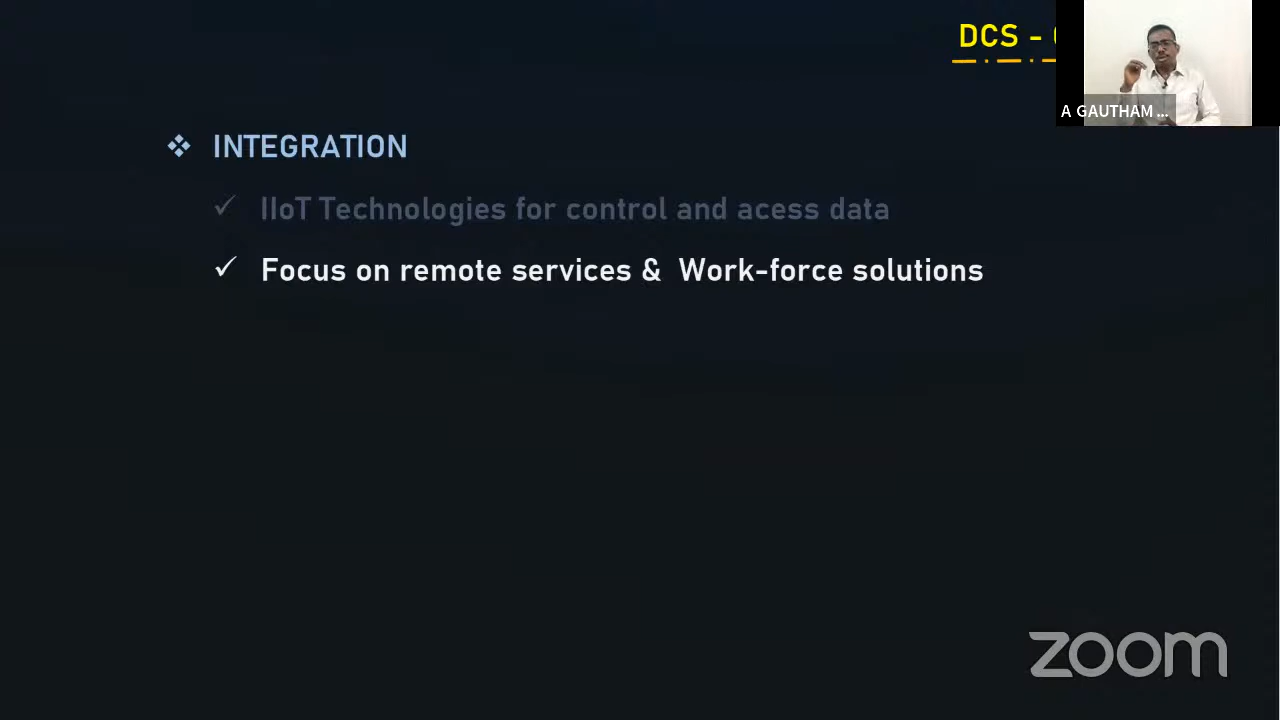 DCS -
A GAUTHAM ...
❖ INTEGRATION
✓ IIoT Technologies for control and acess data
✓ Focus on remote services & Work-force solutions
zoom